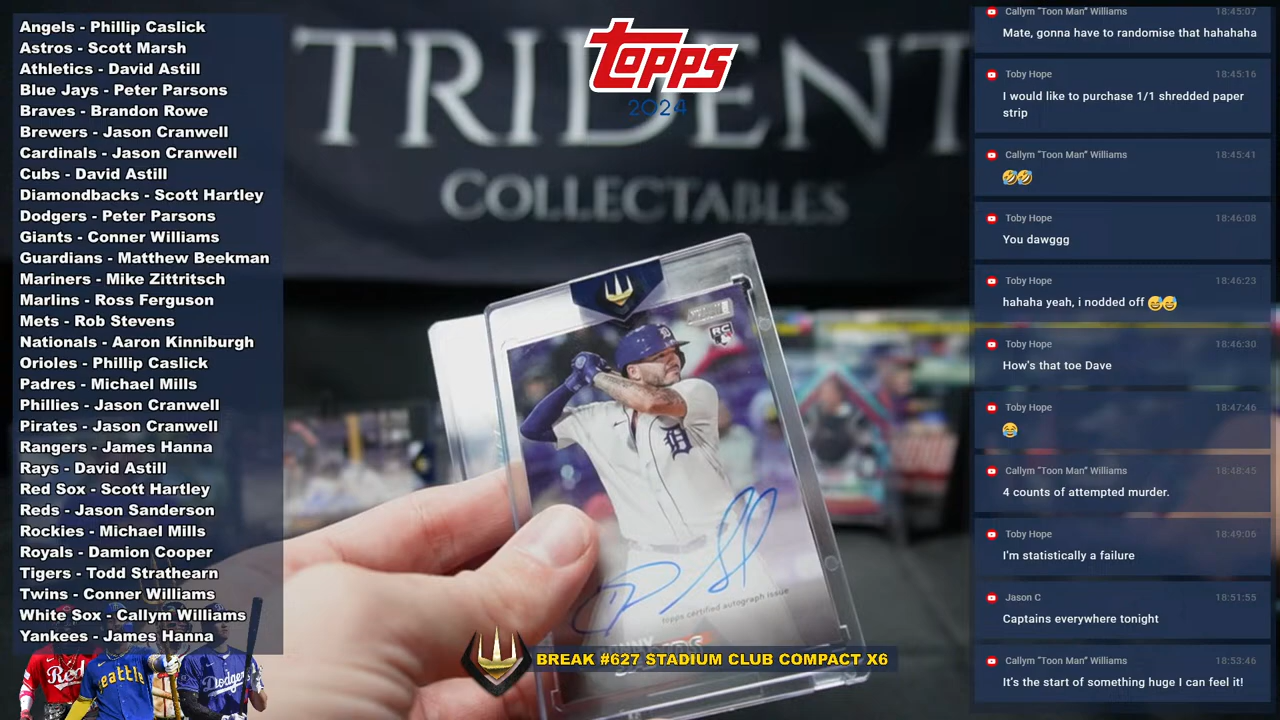 Angels - Phillip Caslick
Astros - Scott Marsh
Athletics - David Astill
Blue Jays - Peter Parsons
Braves - Brandon Rowe
Brewers - Jason Cranwell
Cardinals - Jason Cranwell
Cubs - David Astill
Diamondbacks - Scott Hartley
Dodgers - Peter Parsons
Giants - Conner Williams
Guardians - Matthew Beekman
Mariners - Mike Zittritsch
Marlins - Ross Ferguson
Mets - Rob Stevens
Nationals - Aaron Kinniburgh
Orioles - Phillip Caslick
Padres - Michael Mills
Phillies - Jason Cranwell
Pirates - Jason Cranwell
Rangers - James Hanna
Rays - David Astill
Red Sox - Scott Hartley
Reds - Jason Sanderson
Rockies - Michael Mills
Royals - Damion Cooper
Tigers - Todd Strathearn
Twins - Conner Williams
White Sox - Callyn Williams
Yankees - James Hanna
TRIDENT
COLLECTABLES
topps
2024
RC
D
topps certified autograph issue
BREAK #627 STADIUM CLUB COMPACT X6
Callym "Toon Man" Williams 18:45:07
Mate, gonna have to randomise that hahahaha
Toby Hope 18:45:16
I would like to purchase 1/1 shredded paper
strip
Callym "Toon Man" Williams 18:45:41
🤣🤣
Toby Hope 18:46:08
You dawggg
Toby Hope 18:46:23
hahaha yeah, i nodded off 😅😅
Toby Hope 18:46:30
How's that toe Dave
Toby Hope 18:47:46
😂
Callym "Toon Man" Williams 18:48:45
4 counts of attempted murder.
Toby Hope 18:49:06
I'm statistically a failure
Jason C 18:51:55
Captains everywhere tonight
Callym "Toon Man" Williams 18:53:46
It's the start of something huge I can feel it!